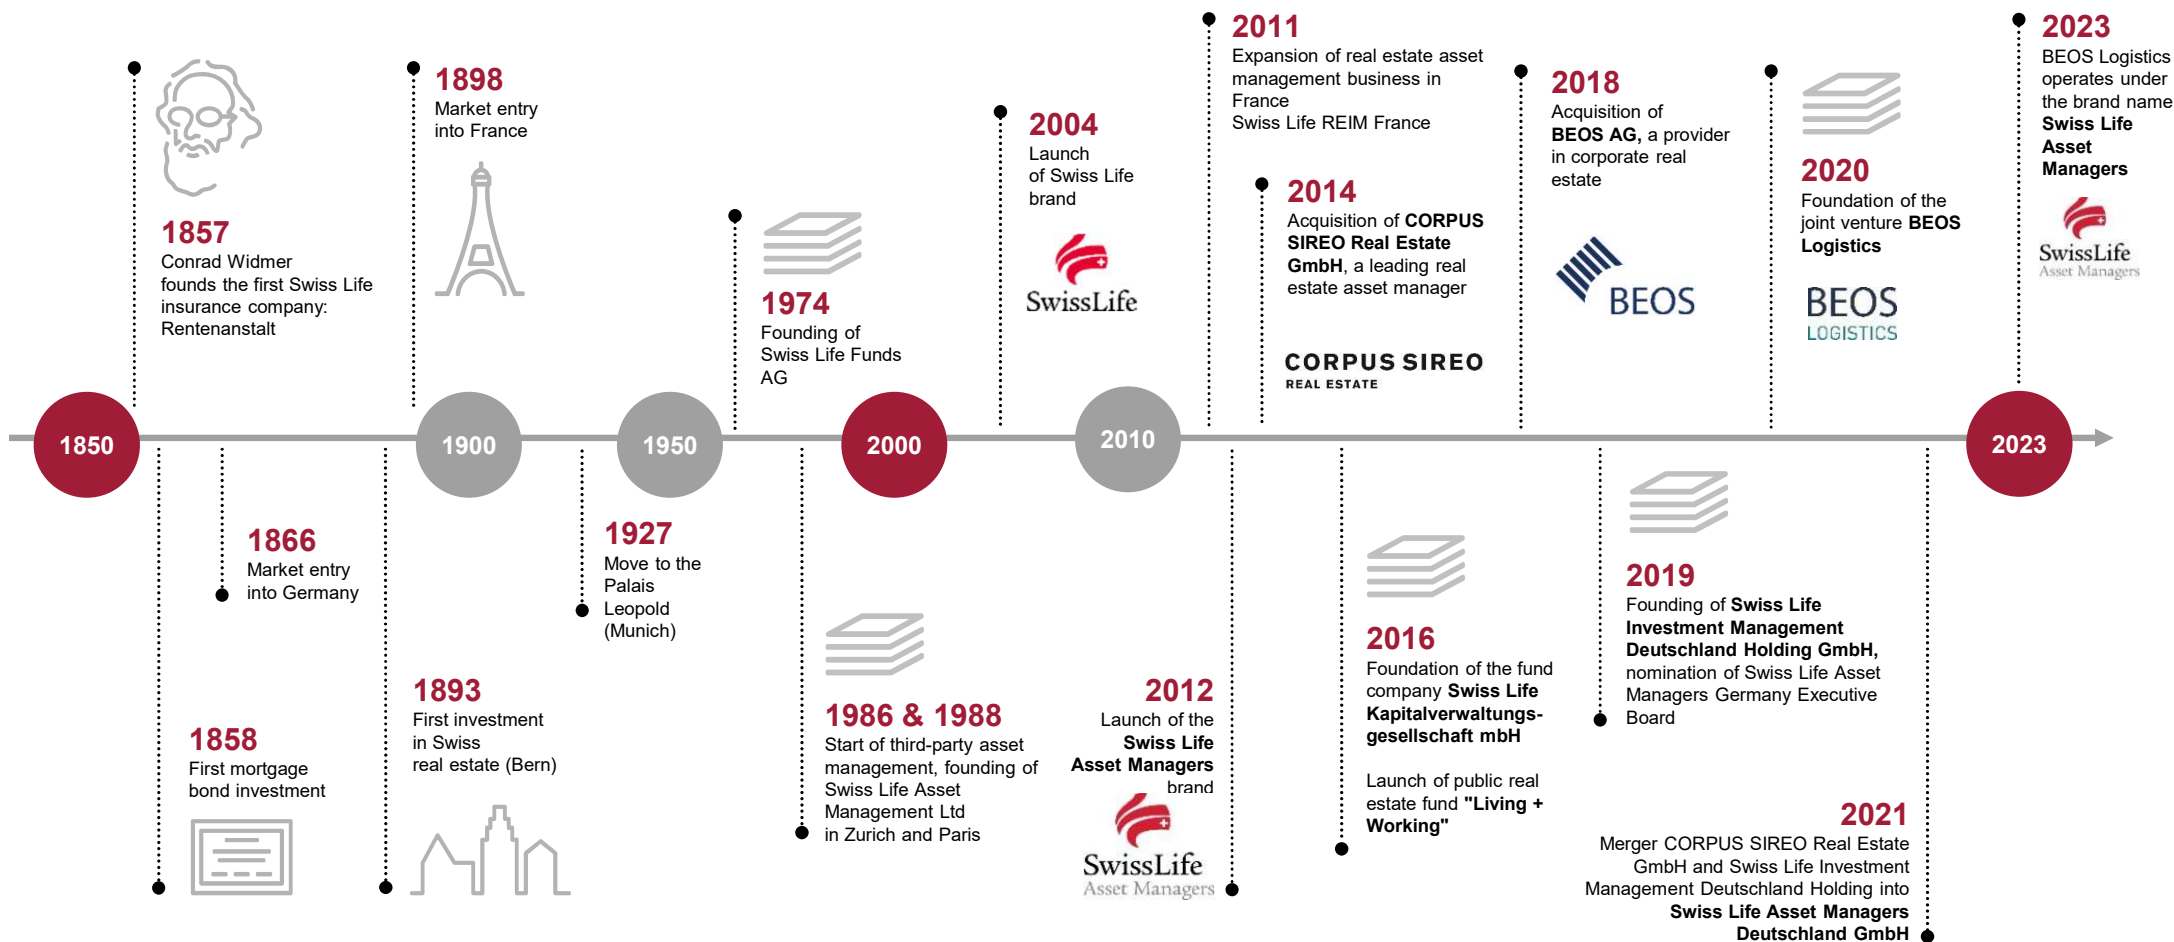 1857
Conrad Widmer
founds the first Swiss Life
insurance company:
Rentenanstalt
1898
Market entry
into France
1974
Founding of
Swiss Life Funds
AG
2004
Launch
of Swiss Life
brand
SwissLife
2011
Expansion of real estate asset
management business in
France
Swiss Life REIM France
2014
Acquisition of CORPUS
SIREO Real Estate
GmbH, a leading real
estate asset manager
CORPUS SIREO
REAL ESTATE
2018
Acquisition of
BEOS AG, a provider
in corporate real
estate
BEOS
2020
Foundation of the
joint venture BEOS
Logistics
BEOS
LOGISTICS
2023
BEOS Logistics
operates under
the brand name
Swiss Life
Asset
Managers
SwissLife
Asset Managers
1850
1900
1950
2000
2010
2023
1858
First mortgage
bond investment
1866
Market entry
into Germany
1893
First investment
in Swiss
real estate (Bern)
1927
Move to the
Palais
Leopold
(Munich)
1986 & 1988
Start of third-party asset
management, founding of
Swiss Life Asset
Management Ltd
in Zurich and Paris
2012
Launch of the
Swiss Life
Asset Managers
brand
SwissLife
Asset Managers
2016
Foundation of the fund
company Swiss Life
Kapitalverwaltungs-
gesellschaft mbH
Launch of public real
estate fund "Living +
Working"
2019
Founding of Swiss Life
Investment Management
Deutschland Holding GmbH,
nomination of Swiss Life Asset
Managers Germany Executive
Board
2021
Merger CORPUS SIREO Real Estate
GmbH and Swiss Life Investment
Management Deutschland Holding into
Swiss Life Asset Managers
Deutschland GmbH